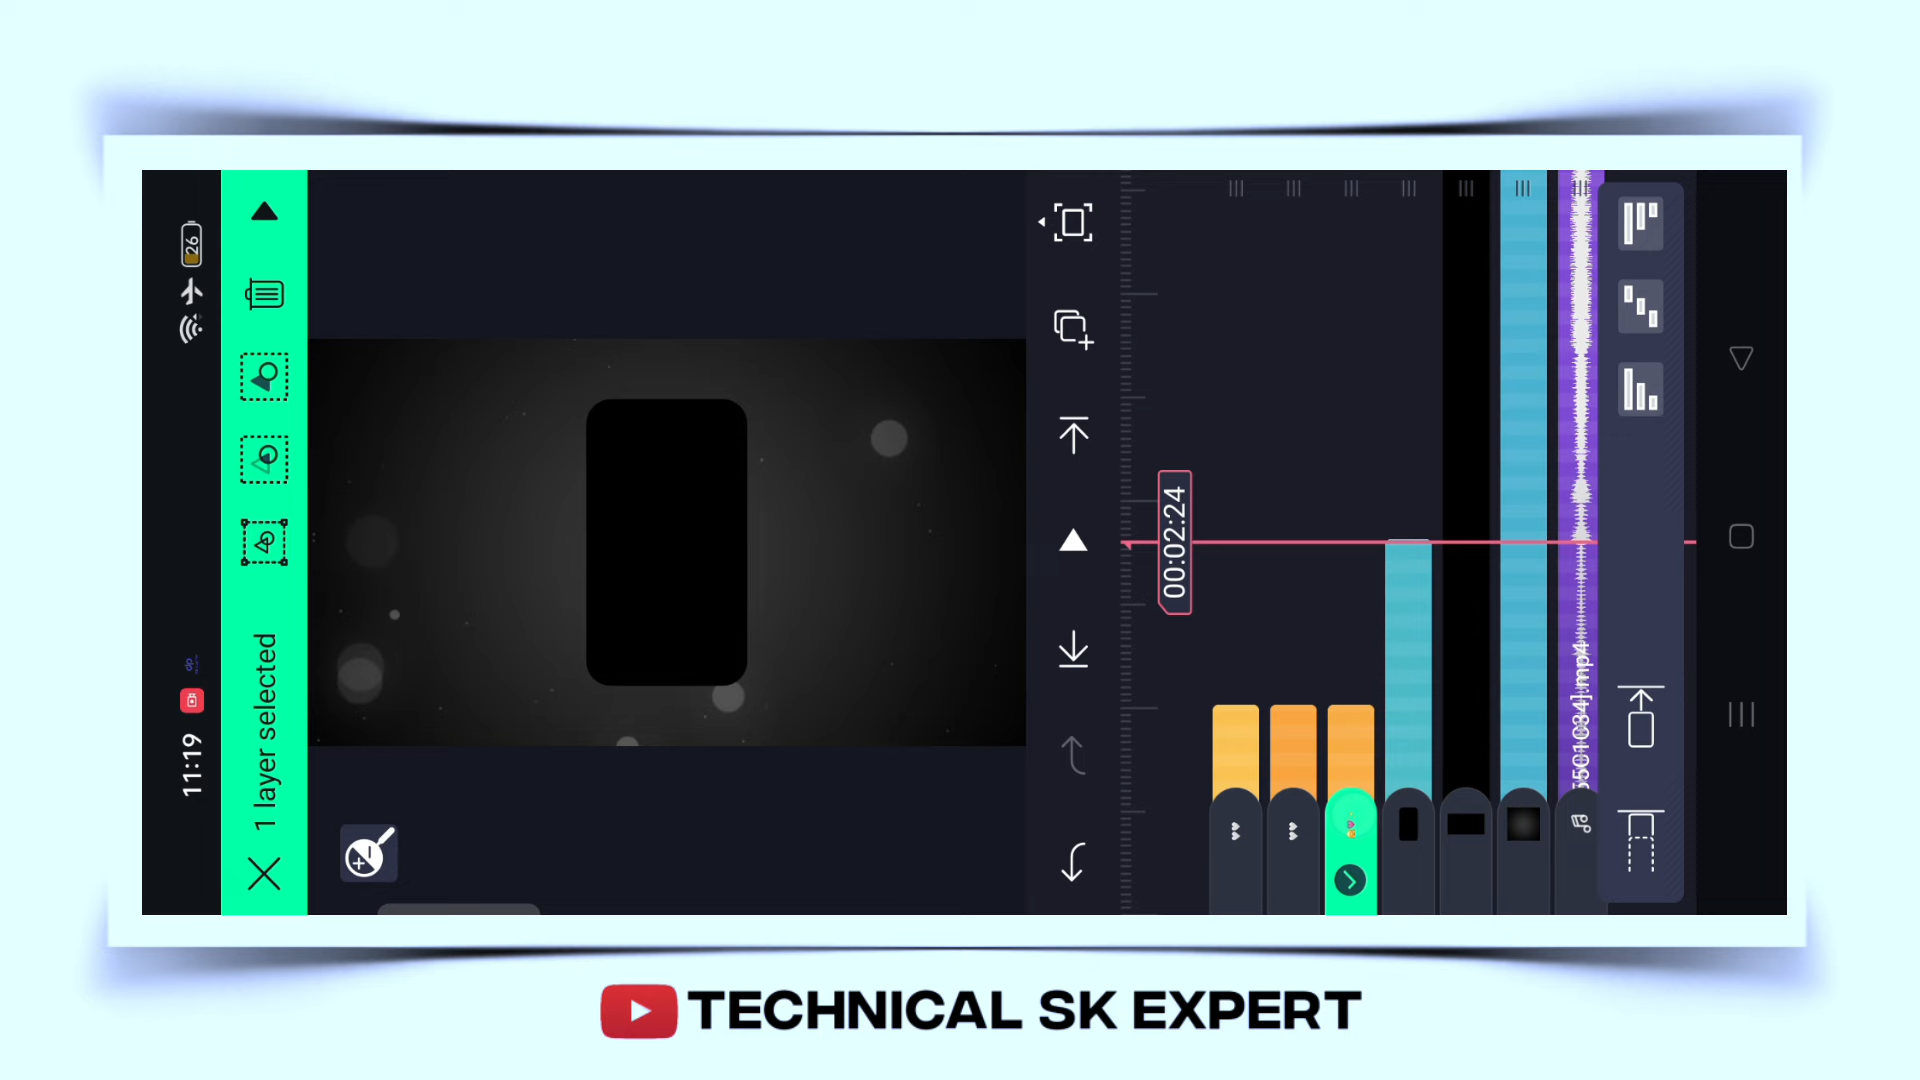 11:19
26
1 layer selected
00:02:24
5501034].mp4
TECHNICAL SK EXPERT